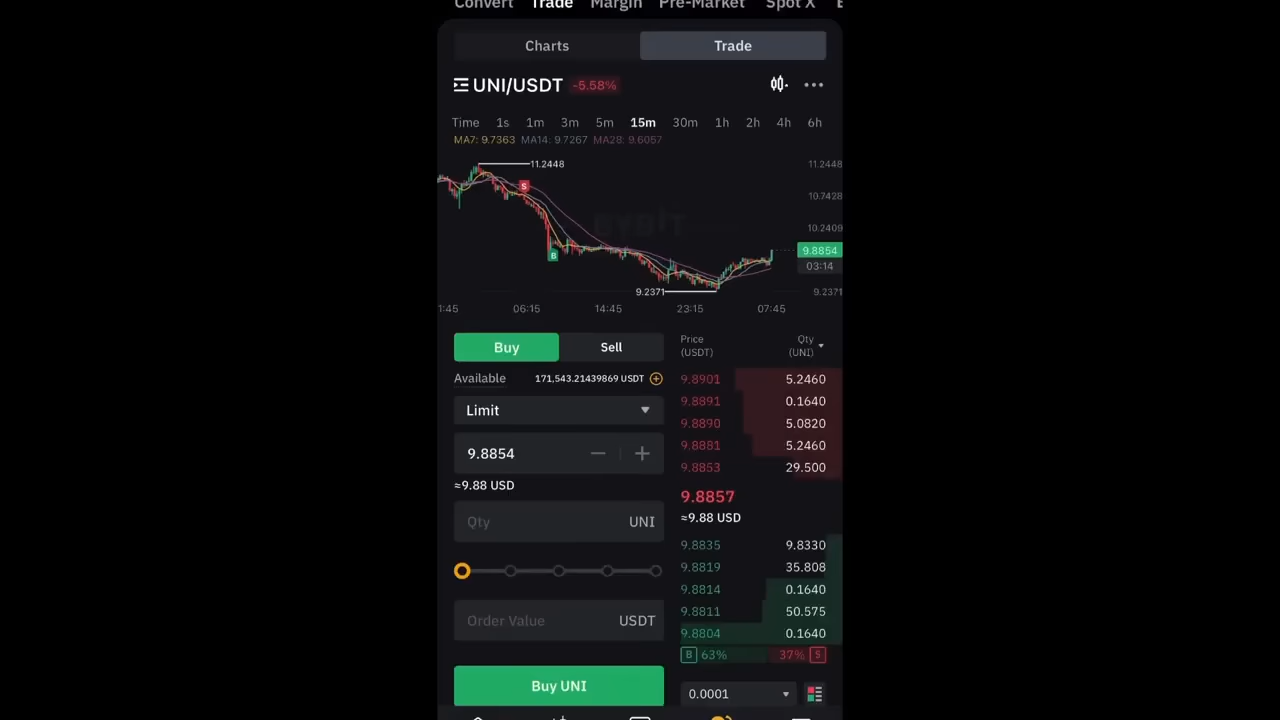 Convert Trade Margin Pre-Market Spot X
Charts Trade
UNI/USDT -5.58%
Time 1s 1m 3m 5m 15m 30m 1h 2h 4h 6h
MA7: 9.7363 MA14: 9.7267 MA28: 9.6057
11.2448 11.2448
S
10.7428
BYBIT
10.2409
9.8854
B
03:14
9.2371 9.2371
1:45 06:15 14:45 23:15 07:45
Buy Sell
Available 171,543.21439869 USDT
Limit
9.8854
≈9.88 USD
Qty UNI
Order Value USDT
Buy UNI
Price (USDT)
Qty (UNI)
9.8901 5.2460
9.8891 0.1640
9.8890 5.0820
9.8881 5.2460
9.8853 29.500
9.8857
≈9.88 USD
9.8835 9.8330
9.8819 35.808
9.8814 0.1640
9.8811 50.575
9.8804 0.1640
B 63% 37% S
0.0001